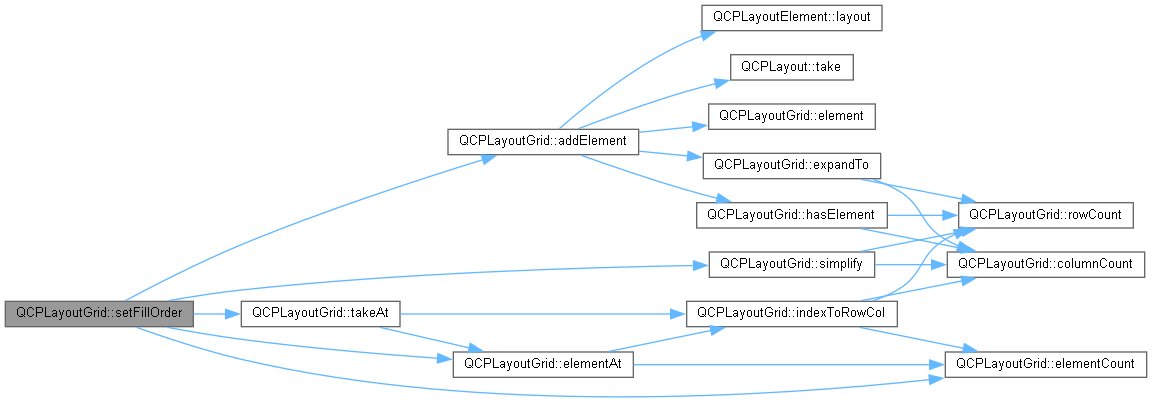 QCPLayoutElement::layout
QCPLayout::take
QCPLayoutGrid::element
QCPLayoutGrid::addElement
QCPLayoutGrid::expandTo
QCPLayoutGrid::hasElement
QCPLayoutGrid::rowCount
QCPLayoutGrid::simplify
QCPLayoutGrid::columnCount
QCPLayoutGrid::setFillOrder
QCPLayoutGrid::takeAt
QCPLayoutGrid::indexToRowCol
QCPLayoutGrid::elementAt
QCPLayoutGrid::elementCount